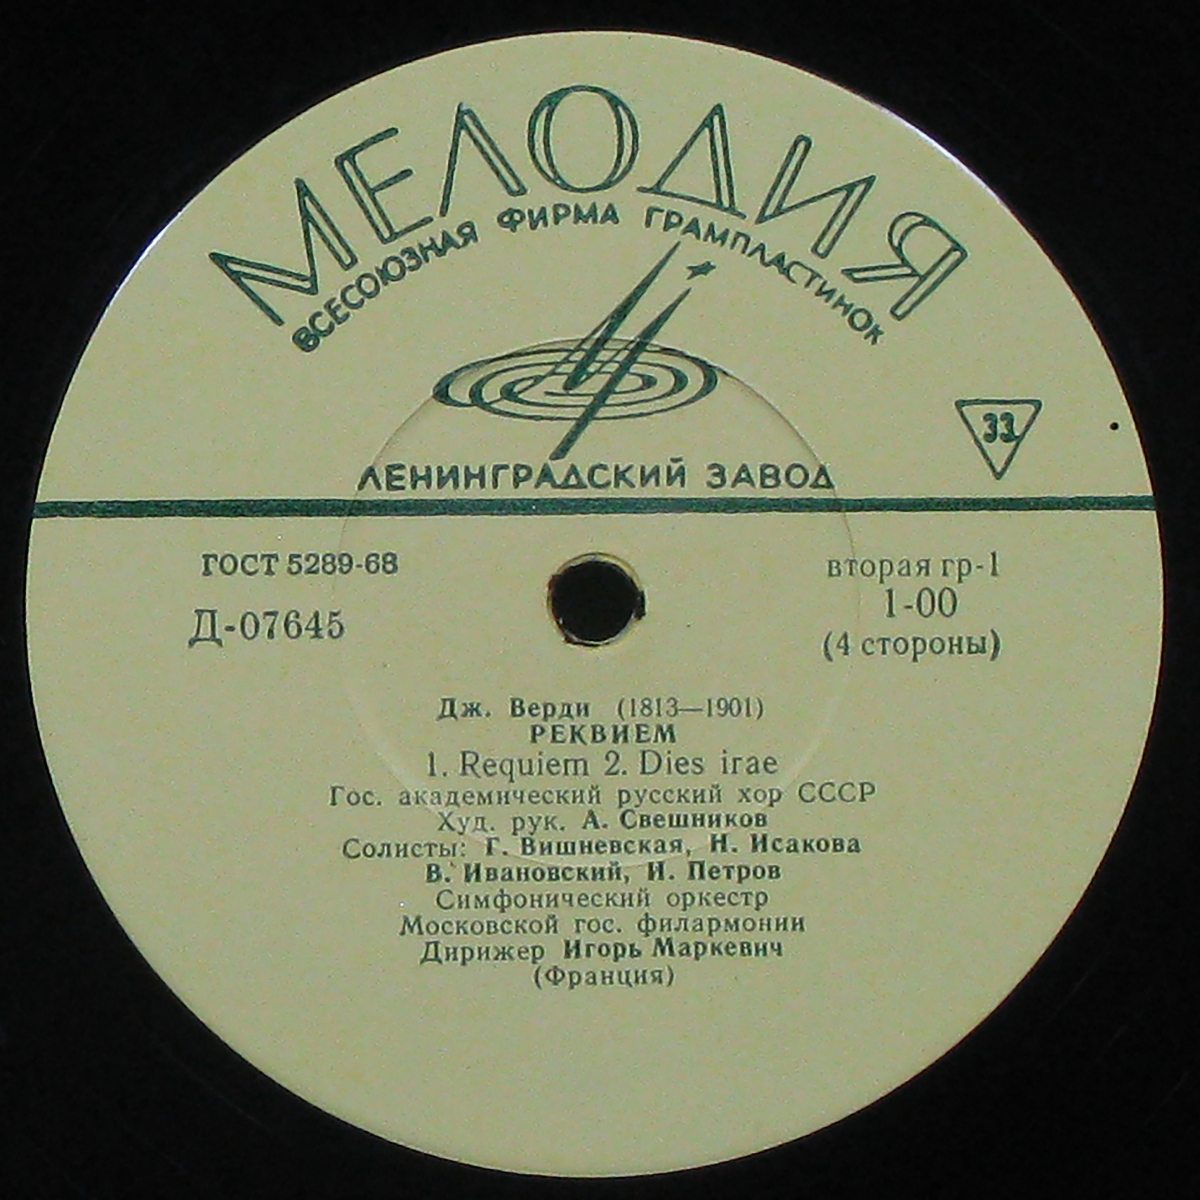 МЕЛОДИЯ
ВСЕСОЮЗНАЯ ФИРМА ГРАМПЛАСТИНОК
33
ЛЕНИНГРАДСКИЙ ЗАВОД
ГОСТ 5289-68
Д-07645
вторая гр-1
1-00
(4 стороны)
Дж. Верди (1813—1901)
РЕКВИЕМ
1. Requiem 2. Dies irae
Гос. академический русский хор СССР
Худ. рук. А. Свешников
Солисты: Г. Вишневская, Н. Исакова
В. Ивановский, И. Петров
Симфонический оркестр
Московской гос. филармонии
Дирижер Игорь Маркевич
(Франция)